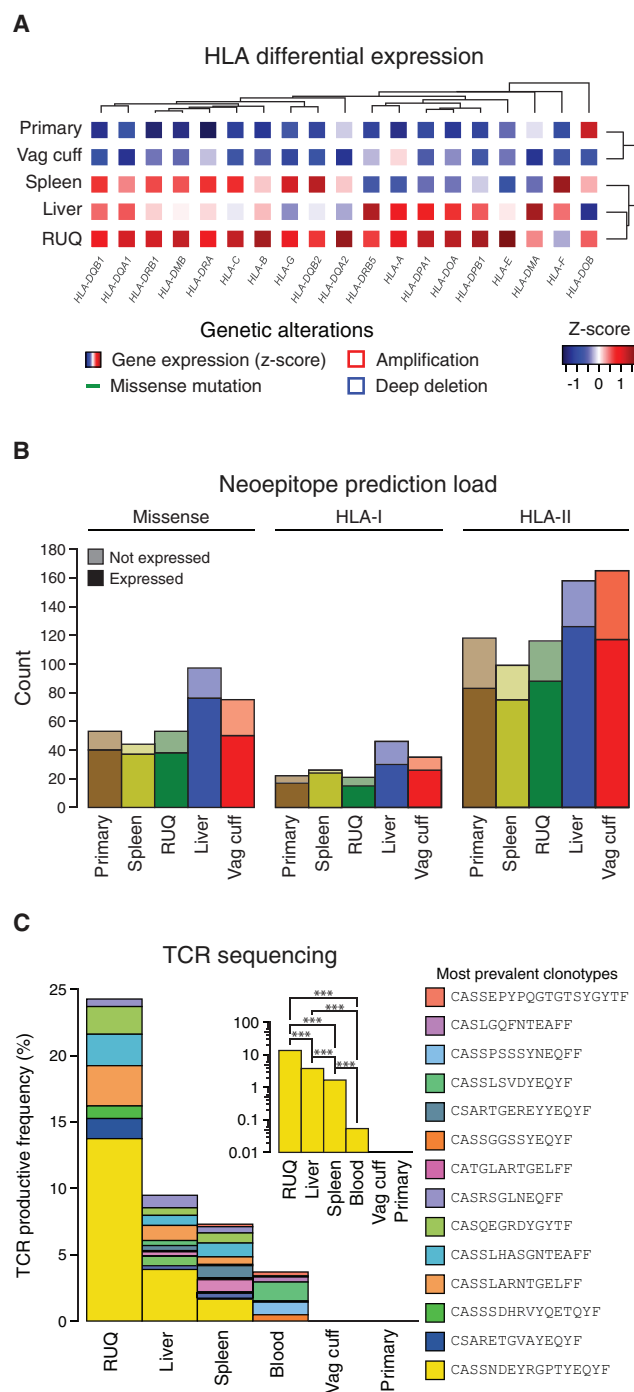 A
HLA differential expression
Primary
Vag cuff
Spleen
Liver
RUQ
HLA-DQB1
HLA-DQA1
HLA-DRB1
HLA-DMB
HLA-DRA
HLA-C
HLA-B
HLA-G
HLA-DQB2
HLA-DQA2
HLA-DRB5
HLA-A
HLA-DPA1
HLA-DOA
HLA-DPB1
HLA-E
HLA-DMA
HLA-F
HLA-DOB
Genetic alterations
Gene expression (z-score)
Amplification
Missense mutation
Deep deletion
Z-score
-1 0 1
B
Neoepitope prediction load
Missense HLA-I HLA-II
Not expressed
Expressed
Count
180
160
140
120
100
80
60
40
20
0
Primary Spleen RUQ Liver Vag cuff
Primary Spleen RUQ Liver Vag cuff
Primary Spleen RUQ Liver Vag cuff
C
TCR sequencing
TCR productive frequency (%)
25
20
15
10
5
0
RUQ Liver Spleen Blood Vag cuff Primary
***
***
***
*** ***
***
100
10
1
0.1
0.01
RUQ Liver Spleen Blood Vag cuff Primary
Most prevalent clonotypes
CASSEPYPQGTGTSYGYTF
CASLGQFNTEAFF
CASSPSSSYNEQFF
CASSLSVDYEQYF
CSARTGEREYYEQYF
CASSGGSSYEQYF
CATGLARTGELFF
CASRSGLNEQFF
CASQEGRDYGYTF
CASSLHASGNTEAFF
CASSLARNTGELFF
CASSSDHRVYQETQYF
CSARETGVAYEQYF
CASSNDEYRGPTYEQYF